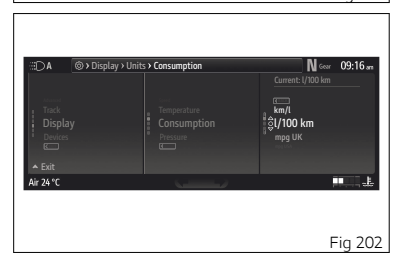 A
> Display > Units > Consumption
N Gear
09:16 am
Current: l/100 km
Track
Display
Devices
Exit
Temperature
Consumption
Pressure
km/l
l/100 km
mpg UK
Air 24 °C
Fig 202